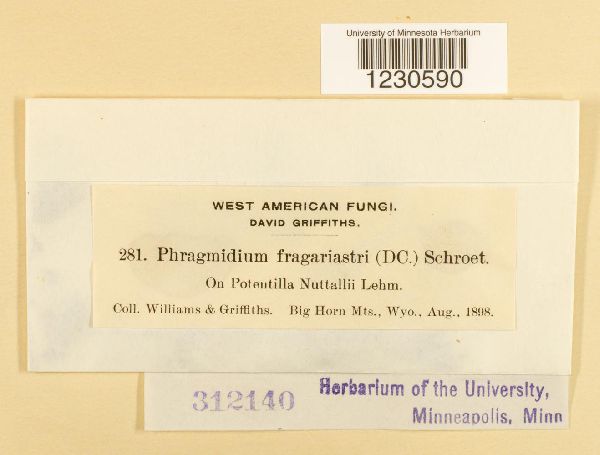 University of Minnesota Herbarium
1230590
WEST AMERICAN FUNGI.
DAVID GRIFFITHS.
281. Phragmidium fragariastri (DC.) Schroet.
On Potentilla Nuttallii Lehm.
Coll. Williams & Griffiths. Big Horn Mts., Wyo., Aug., 1898.
312140
Herbarium of the University,
Minneapolis, Minn